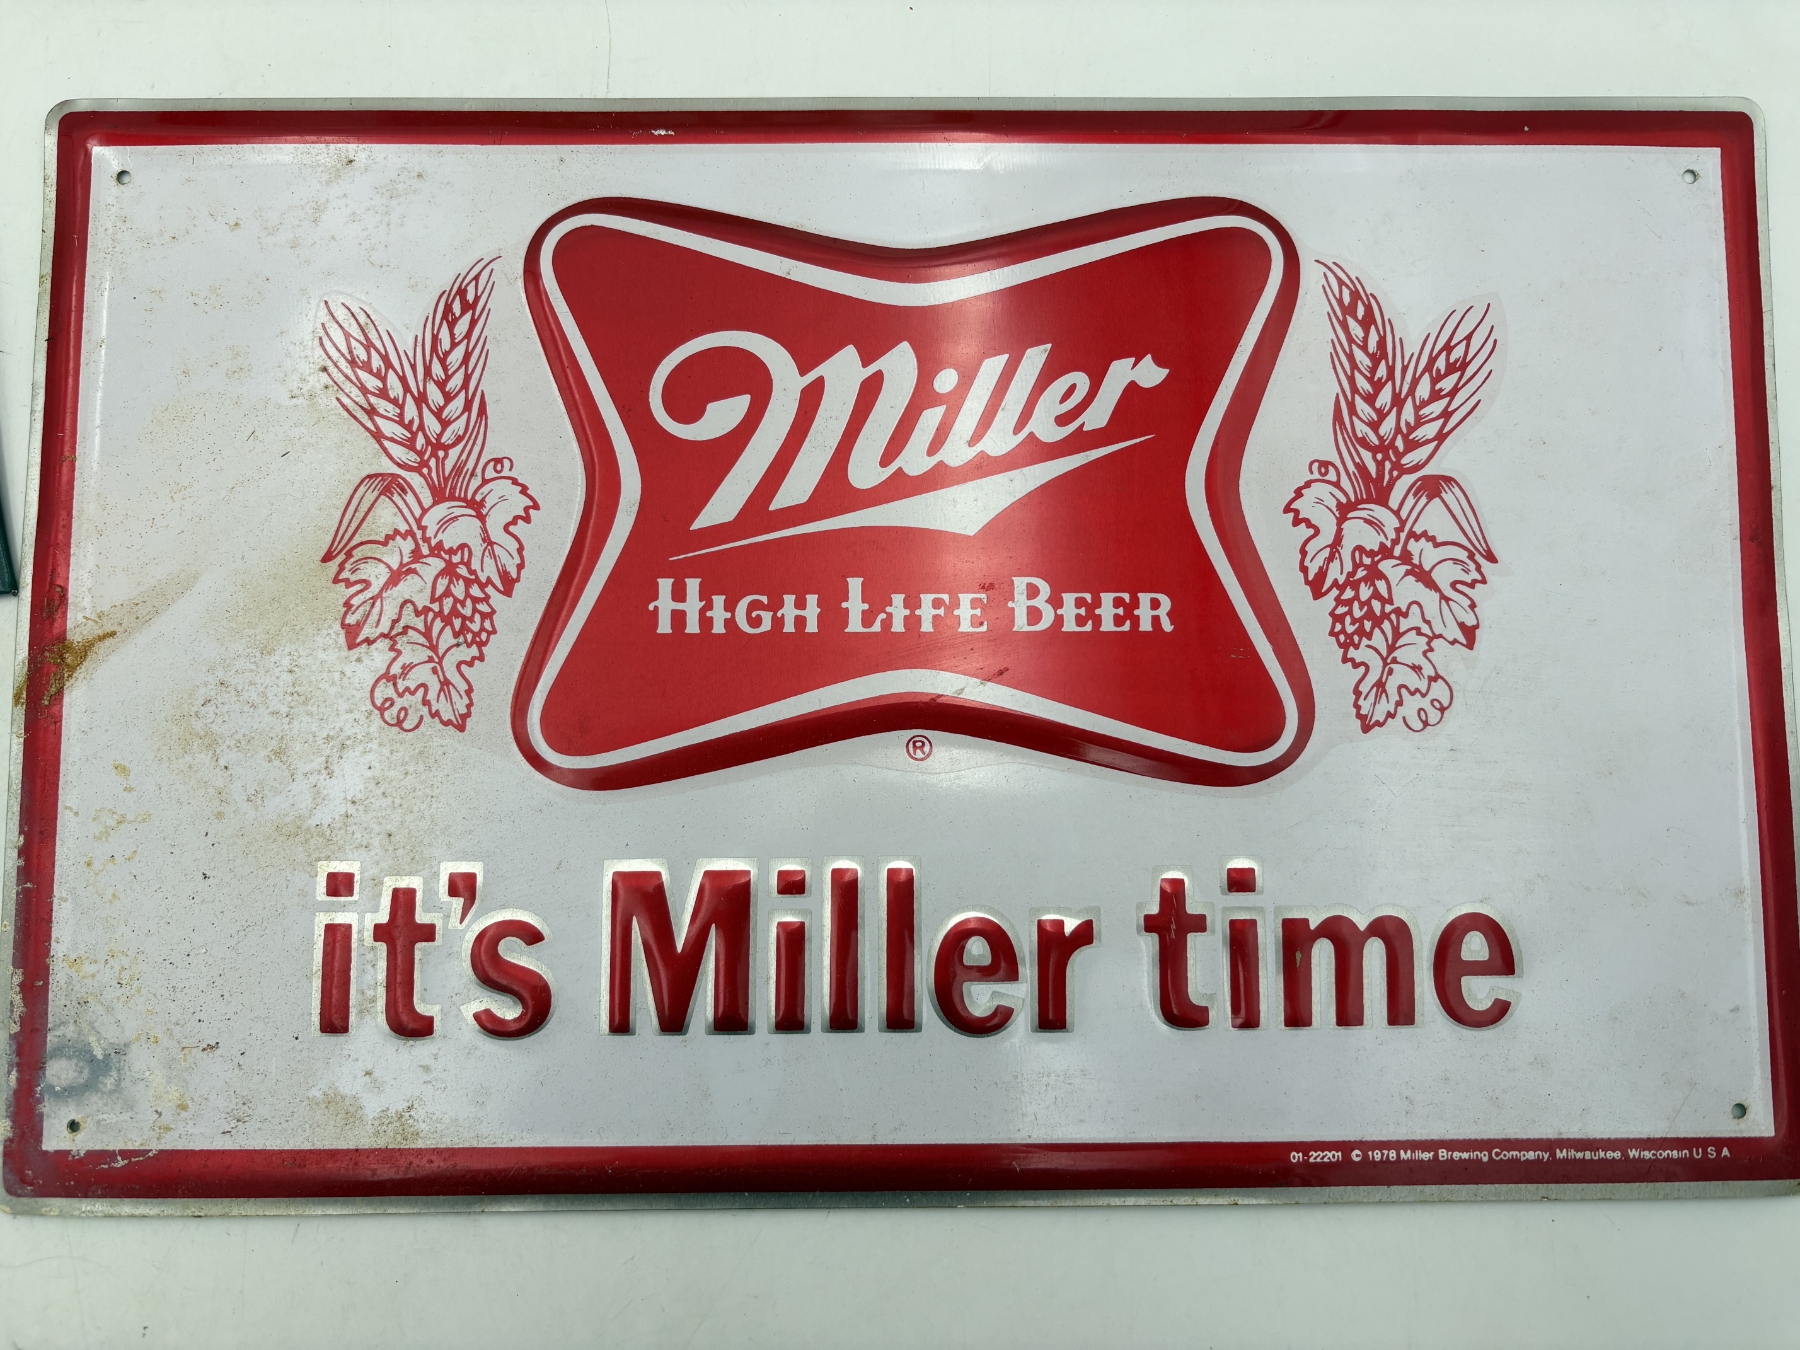 Miller
HIGH LIFE BEER
®
it's Miller time
01-22201 © 1978 Miller Brewing Company, Milwaukee, Wisconsin U S A